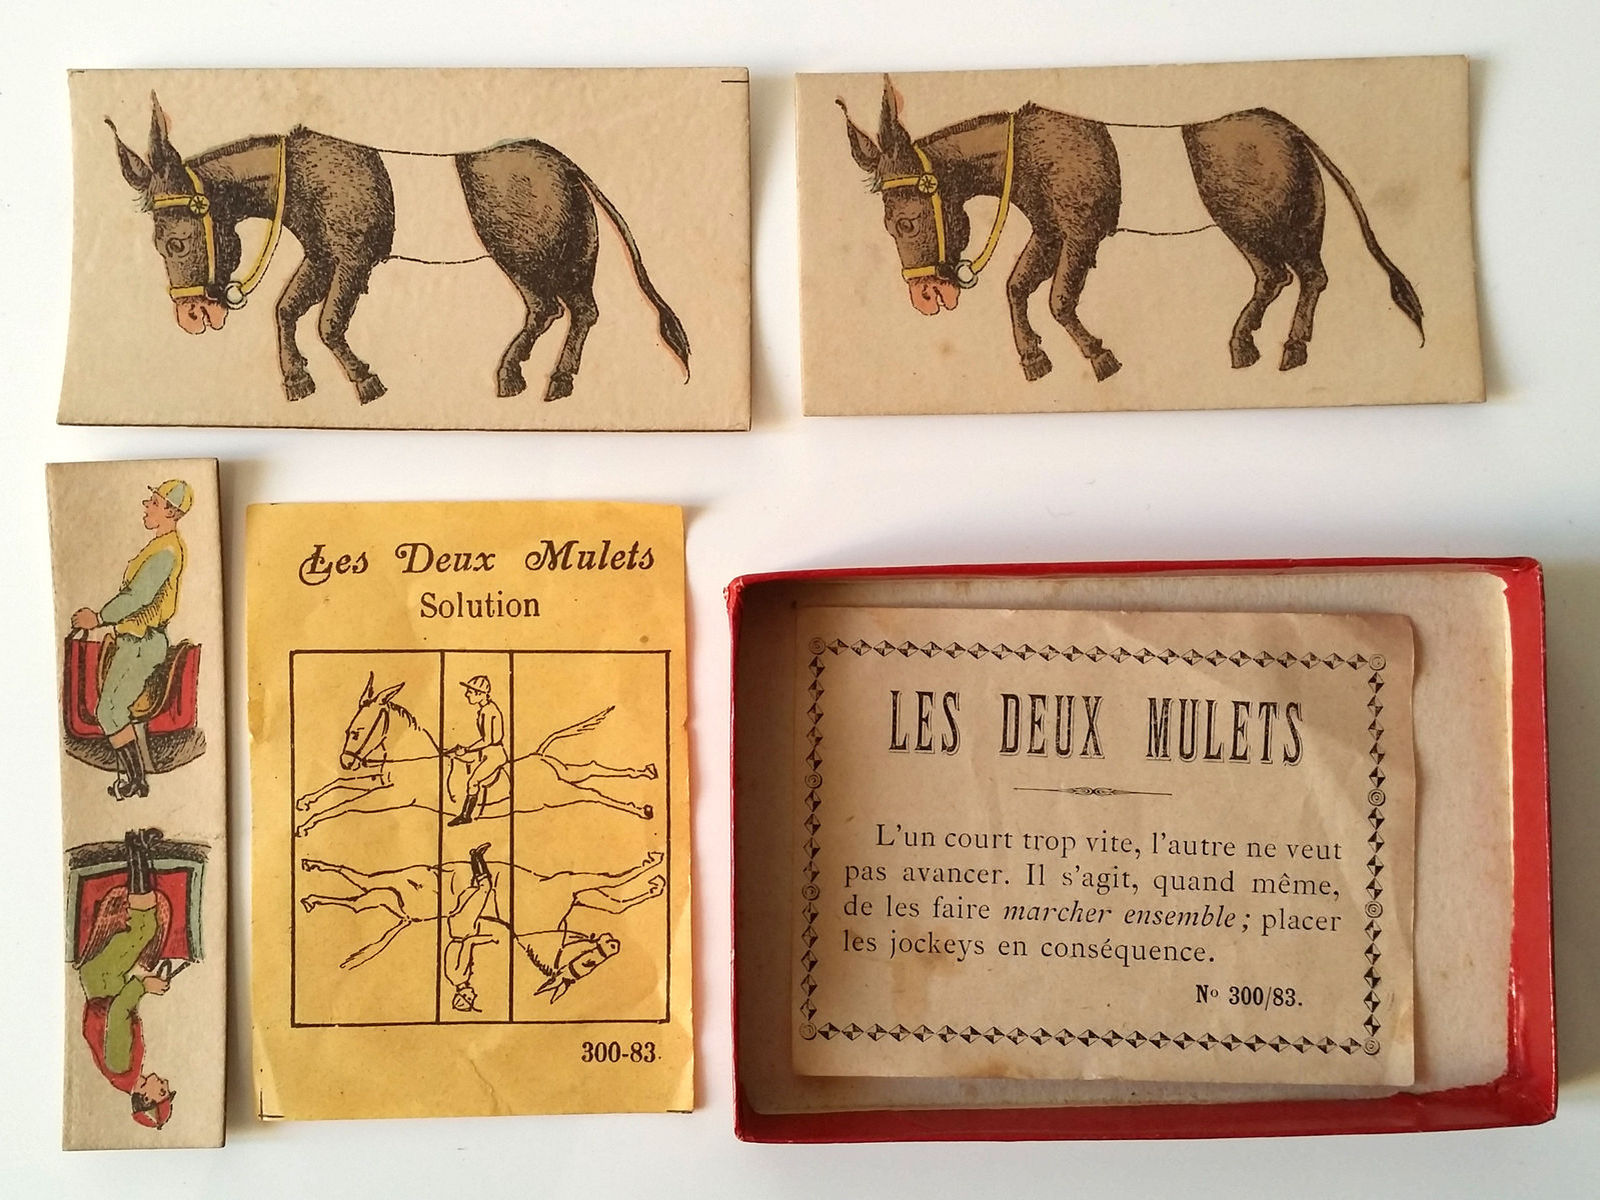 Les Deux Mulets
Solution
300-83.
LES DEUX MULETS
L'un court trop vite, l'autre ne veut
pas avancer. Il s'agit, quand même,
de les faire marcher ensemble ; placer
les jockeys en conséquence.
Nº 300/83.